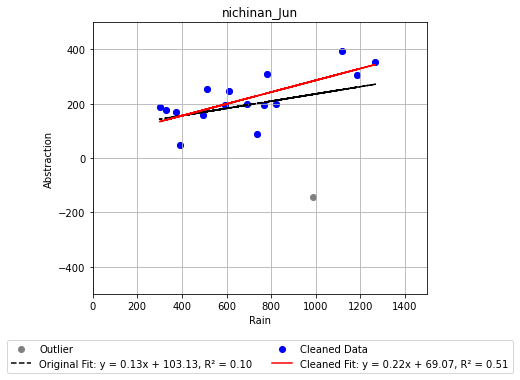 nichinan_Jun
Abstraction
400
200
0
−200
−400
0 200 400 600 800 1000 1200 1400
Rain
Outlier Cleaned Data
Original Fit: y = 0.13x + 103.13, R² = 0.10 Cleaned Fit: y = 0.22x + 69.07, R² = 0.51